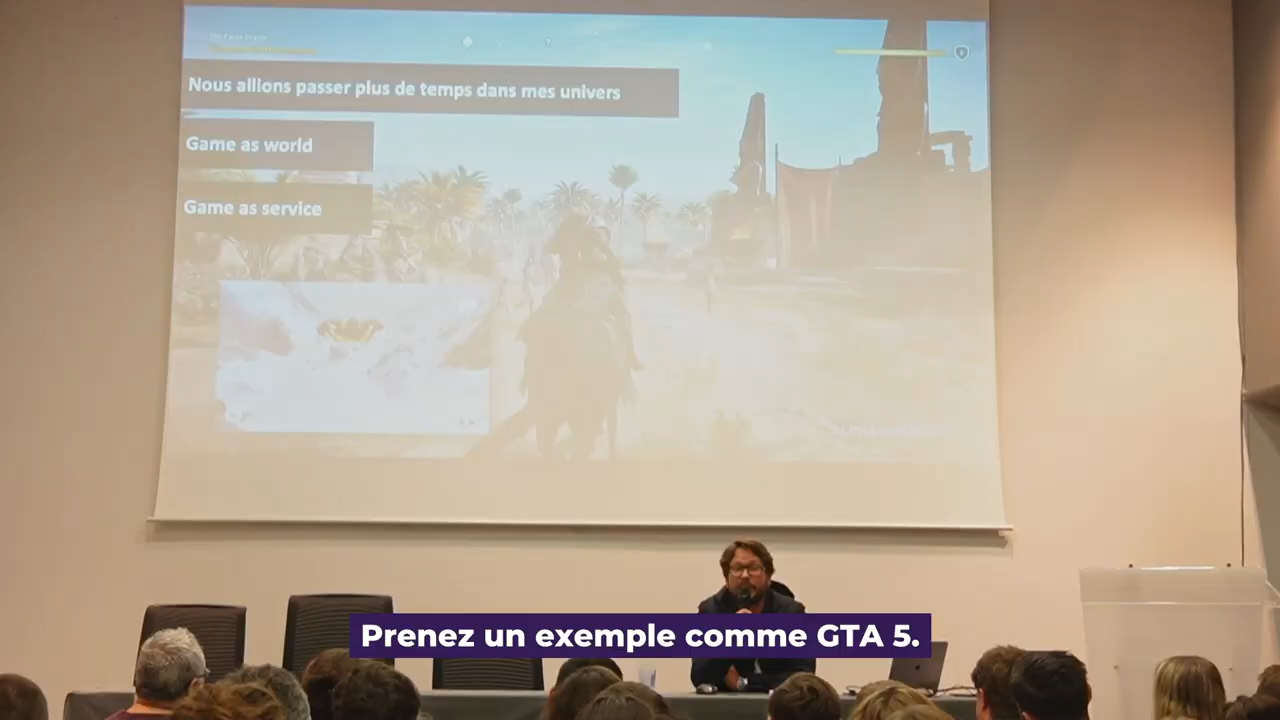 Nous allions passer plus de temps dans mes univers
Game as world
Game as service
Prenez un exemple comme GTA 5.